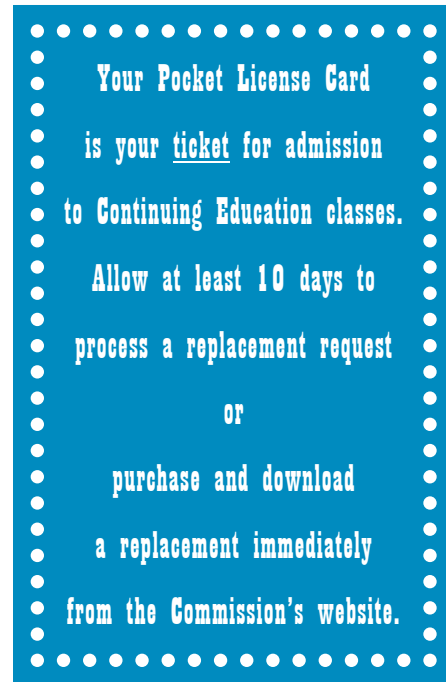 Your Pocket License Card
is your ticket for admission
to Continuing Education classes.
Allow at least 10 days to
process a replacement request
or
purchase and download
a replacement immediately
from the Commission's website.